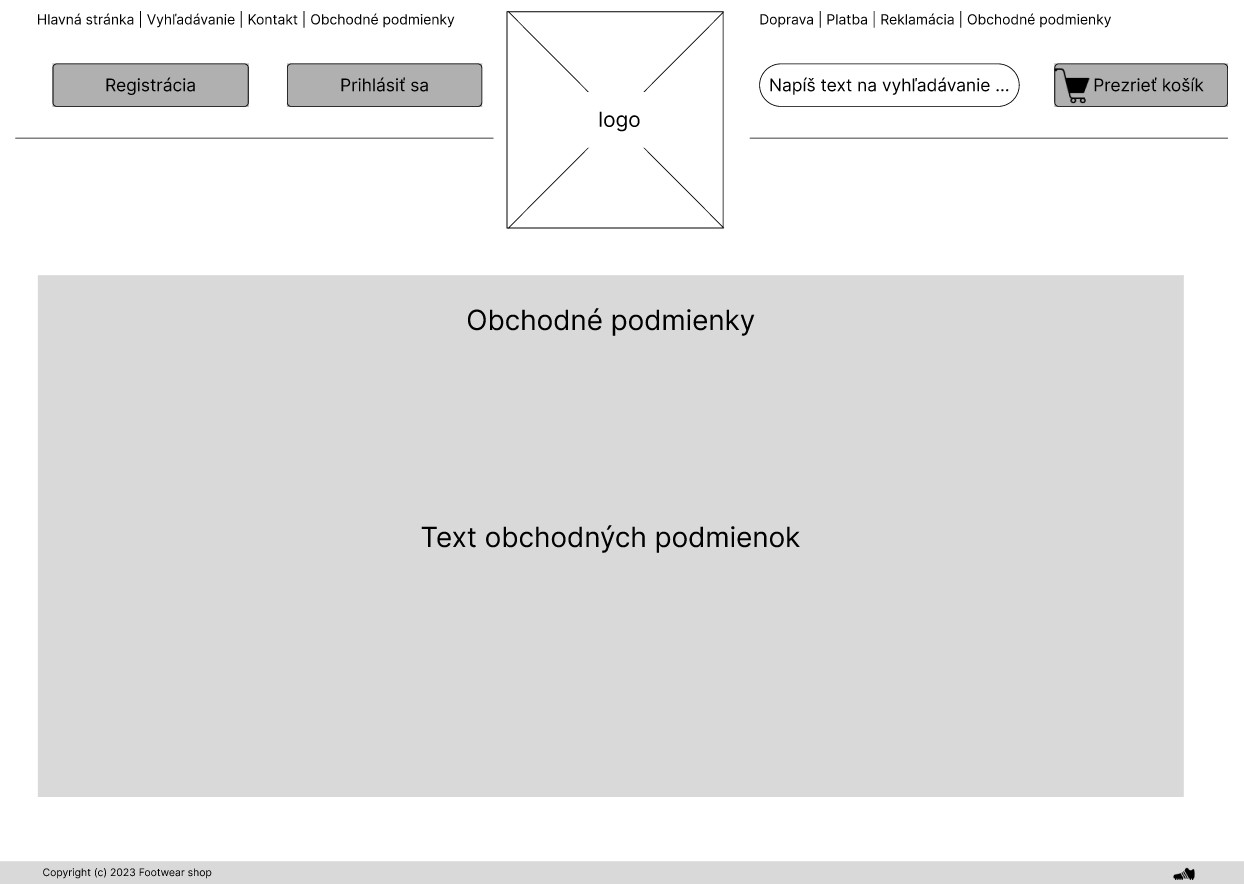 Hlavná stránka | Vyhľadávanie | Kontakt | Obchodné podmienky
Doprava | Platba | Reklamácia | Obchodné podmienky
Registrácia
Prihlásiť sa
logo
Napíš text na vyhľadávanie ...
Prezrieť košík
Obchodné podmienky
Text obchodných podmienok
Copyright (c) 2023 Footwear shop